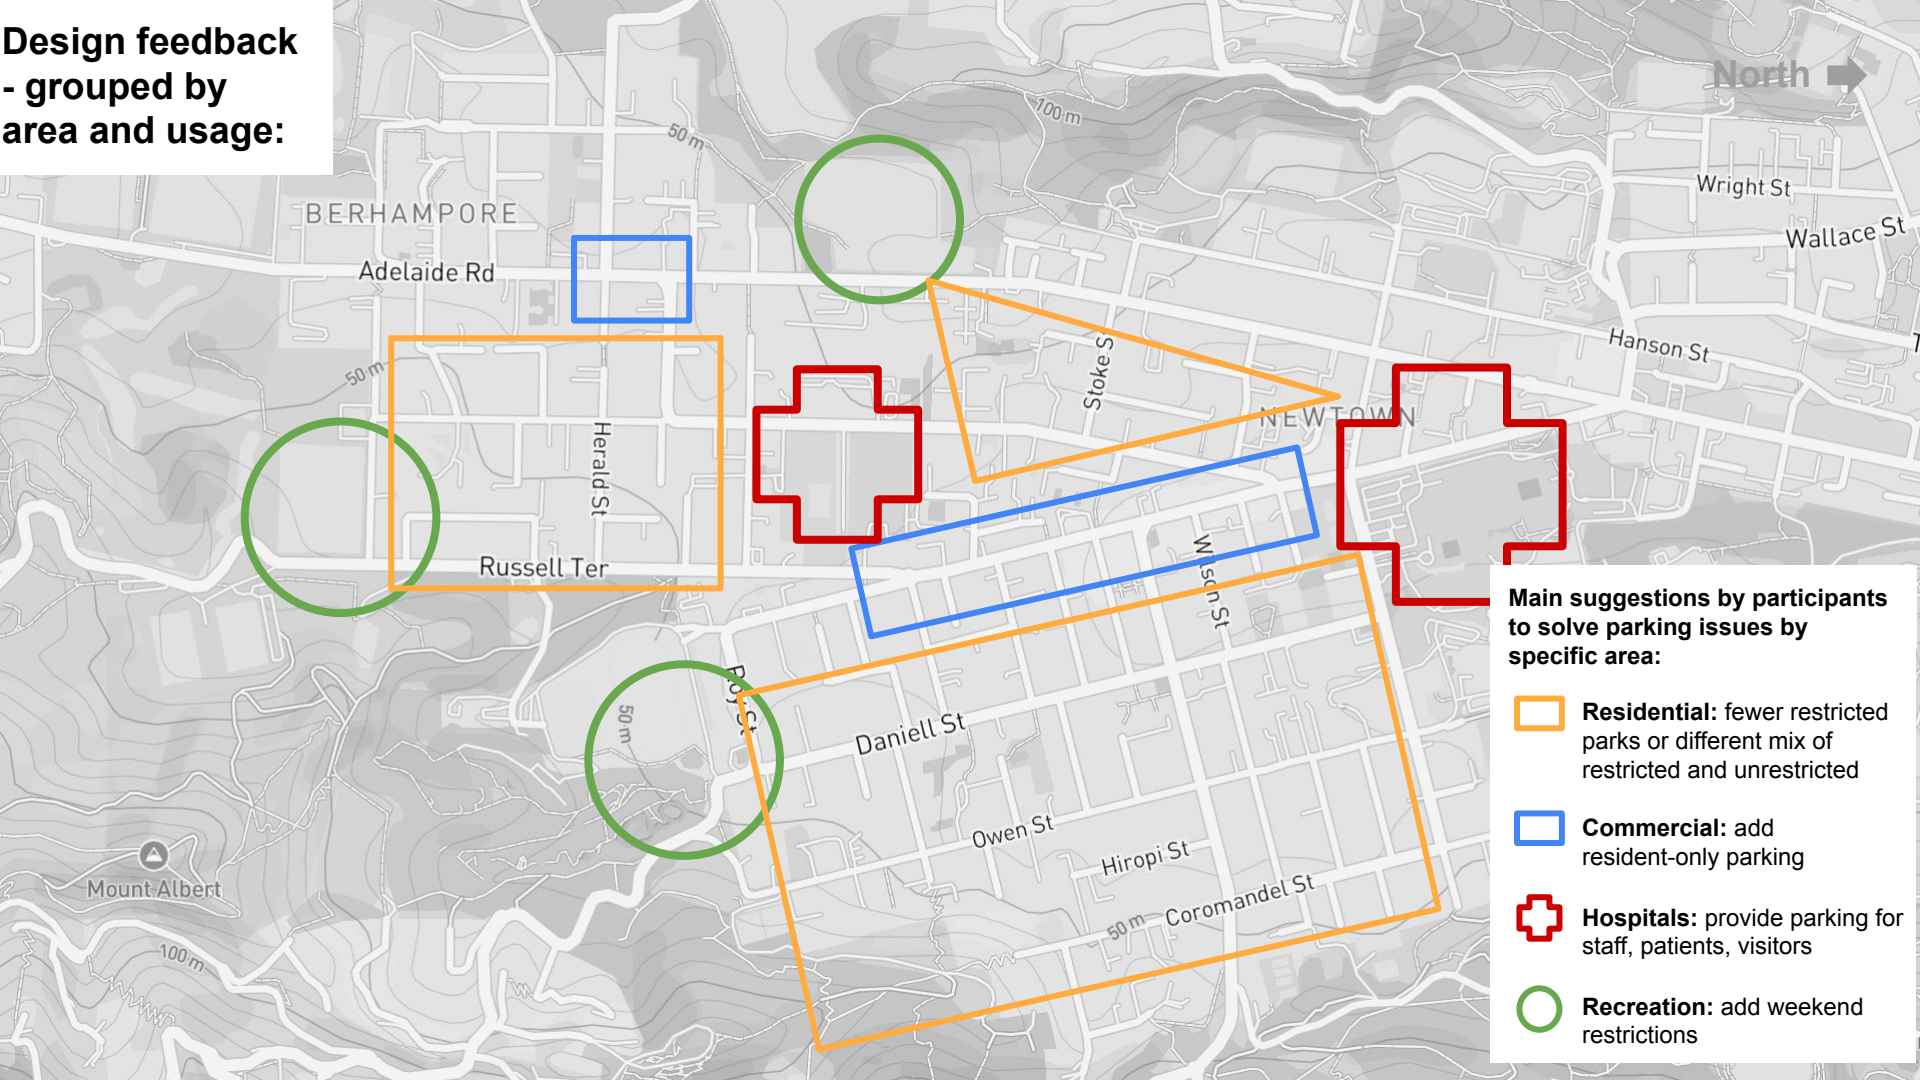 Design feedback
- grouped by
area and usage:
North
100 m
50 m
Wright St
BERHAMPORE
Wallace St
Adelaide Rd
Hanson St
Stoke S
50 m
NEWTOWN
Herald St
Russell Ter
Wilson St
Roy St
50 m
Daniell St
Owen St
Hiropi St
Mount Albert
Coromandel St
50 m
100 m
Main suggestions by participants
to solve parking issues by
specific area:
Residential: fewer restricted
parks or different mix of
restricted and unrestricted
Commercial: add
resident-only parking
Hospitals: provide parking for
staff, patients, visitors
Recreation: add weekend
restrictions